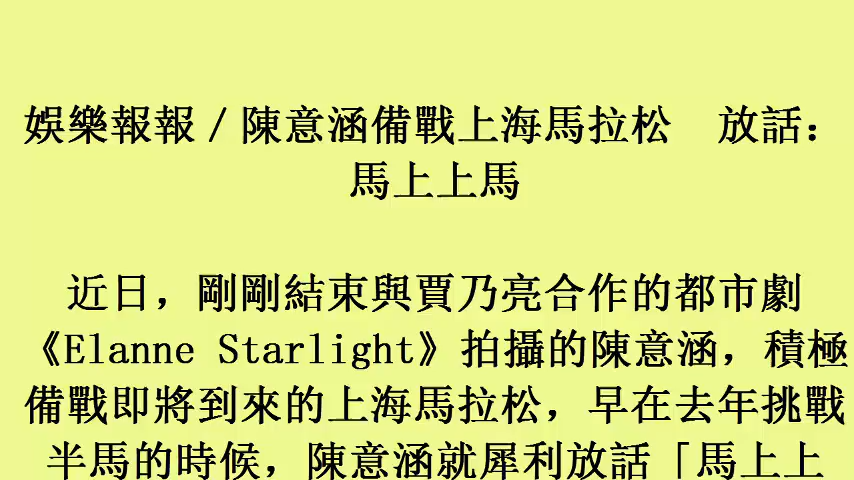 娛樂報報／陳意涵備戰上海馬拉松　放話：
馬上上馬
近日，剛剛結束與賈乃亮合作的都市劇
《Elanne Starlight》拍攝的陳意涵，積極
備戰即將到來的上海馬拉松，早在去年挑戰
半馬的時候，陳意涵就犀利放話「馬上上